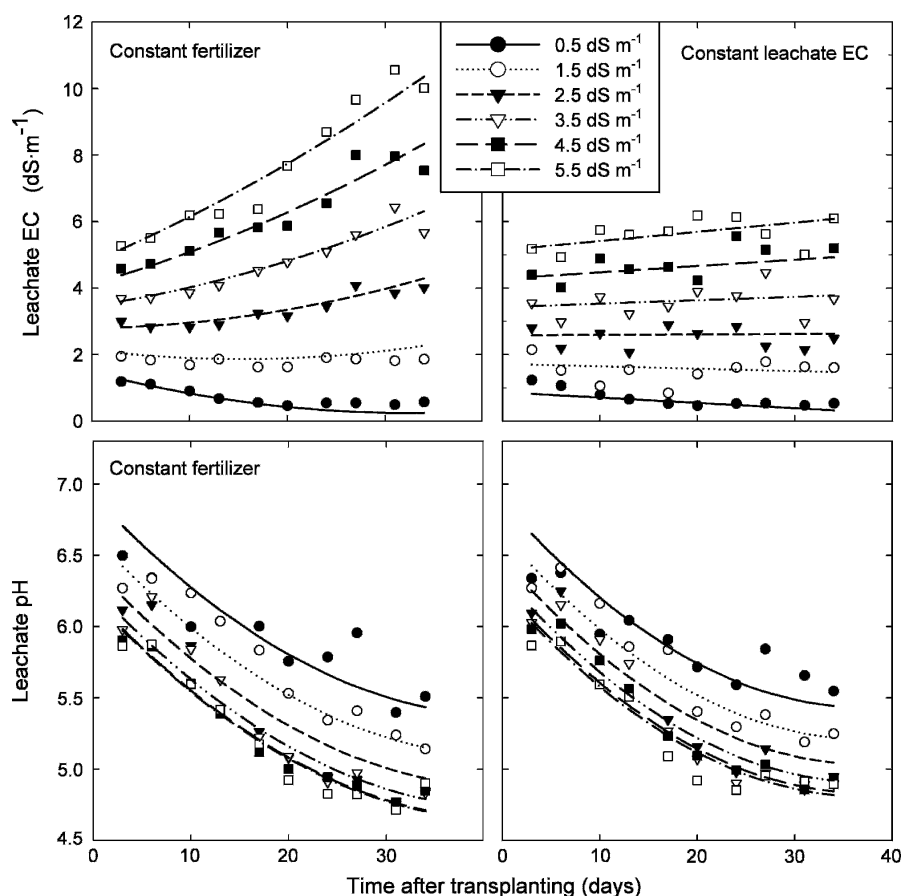 12
10
8
6
4
2
0
Leachate EC (dS·m⁻¹)
Constant fertilizer
0.5 dS m⁻¹
1.5 dS m⁻¹
2.5 dS m⁻¹
3.5 dS m⁻¹
4.5 dS m⁻¹
5.5 dS m⁻¹
Constant leachate EC
7.0
6.5
6.0
5.5
5.0
4.5
Leachate pH
Constant fertilizer
0 10 20 30 0 10 20 30 40
Time after transplanting (days)